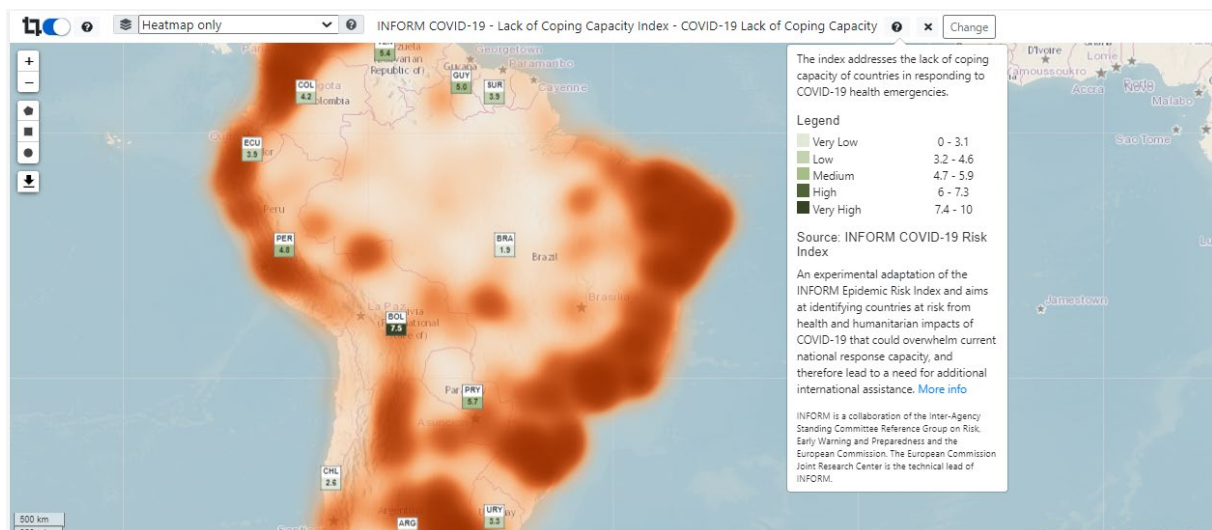 Heatmap only
INFORM COVID-19 - Lack of Coping Capacity Index - COVID-19 Lack of Coping Capacity
Change
The index addresses the lack of coping
capacity of countries in responding to
COVID-19 health emergencies.
Legend
Very Low 0 - 3.1
Low 3.2 - 4.6
Medium 4.7 - 5.9
High 6 - 7.3
Very High 7.4 - 10
Source: INFORM COVID-19 Risk
Index
An experimental adaptation of the
INFORM Epidemic Risk Index and aims
at identifying countries at risk from
health and humanitarian impacts of
COVID-19 that could overwhelm current
national response capacity, and
therefore lead to a need for additional
international assistance. More info
INFORM is a collaboration of the Inter-Agency
Standing Committee Reference Group on Risk,
Early Warning and Preparedness and the
European Commission. The European Commission
Joint Research Center is the technical lead of
INFORM.
5.4
Republic of)
Georgetown
Paramaribo
Cayenne
GUY
5.0
SUR
3.9
COL
4.2
ECU
3.9
Peru
PER
4.8
BRA
1.9
Brazil
Brasilia
La Paz
BOL
7.5
PRY
5.7
CHL
2.6
URY
3.3
ARG
D'Ivoire
Lome
Accra
Malabo
Sao Tome
Jamestown
500 km